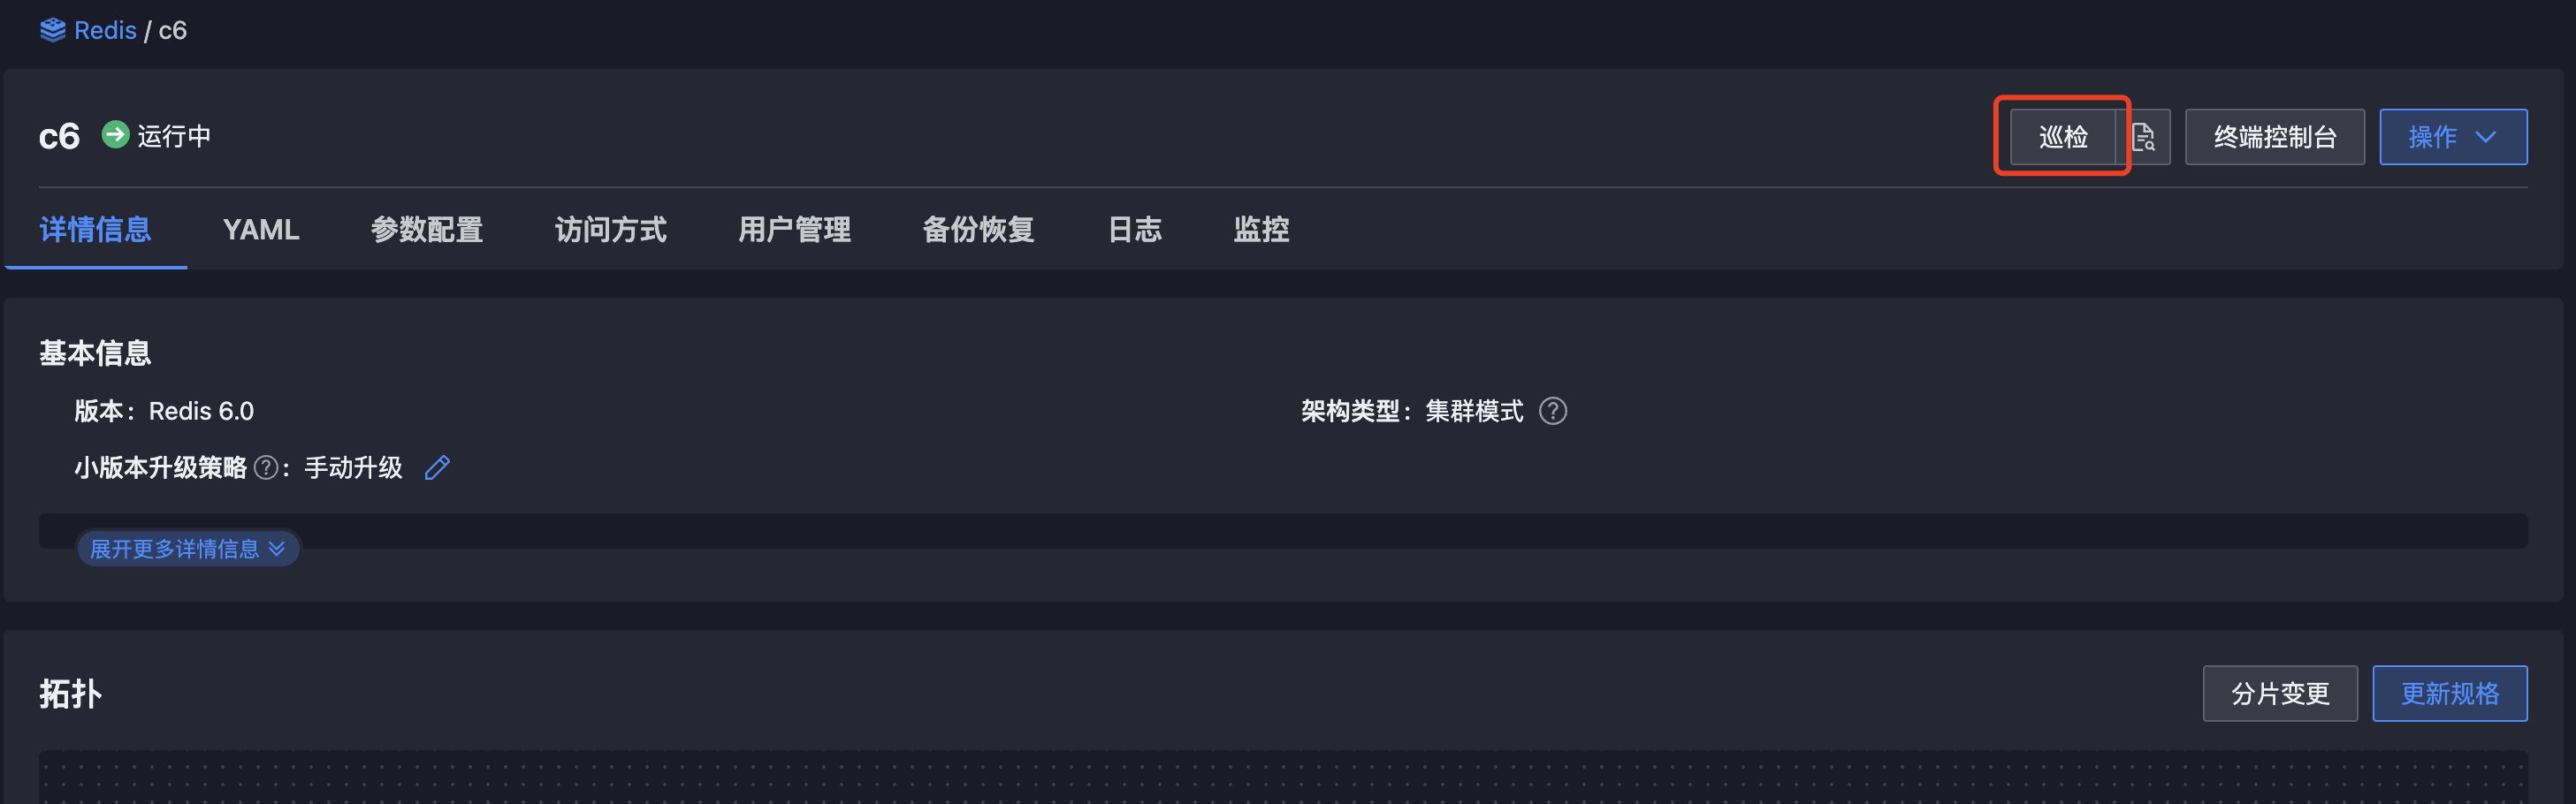 Redis / c6
c6 运行中 巡检 终端控制台 操作
详情信息 YAML 参数配置 访问方式 用户管理 备份恢复 日志 监控
基本信息
版本： Redis 6.0 架构类型： 集群模式 ?
小版本升级策略 ?： 手动升级
展开更多详情信息
拓扑 分片变更 更新规格